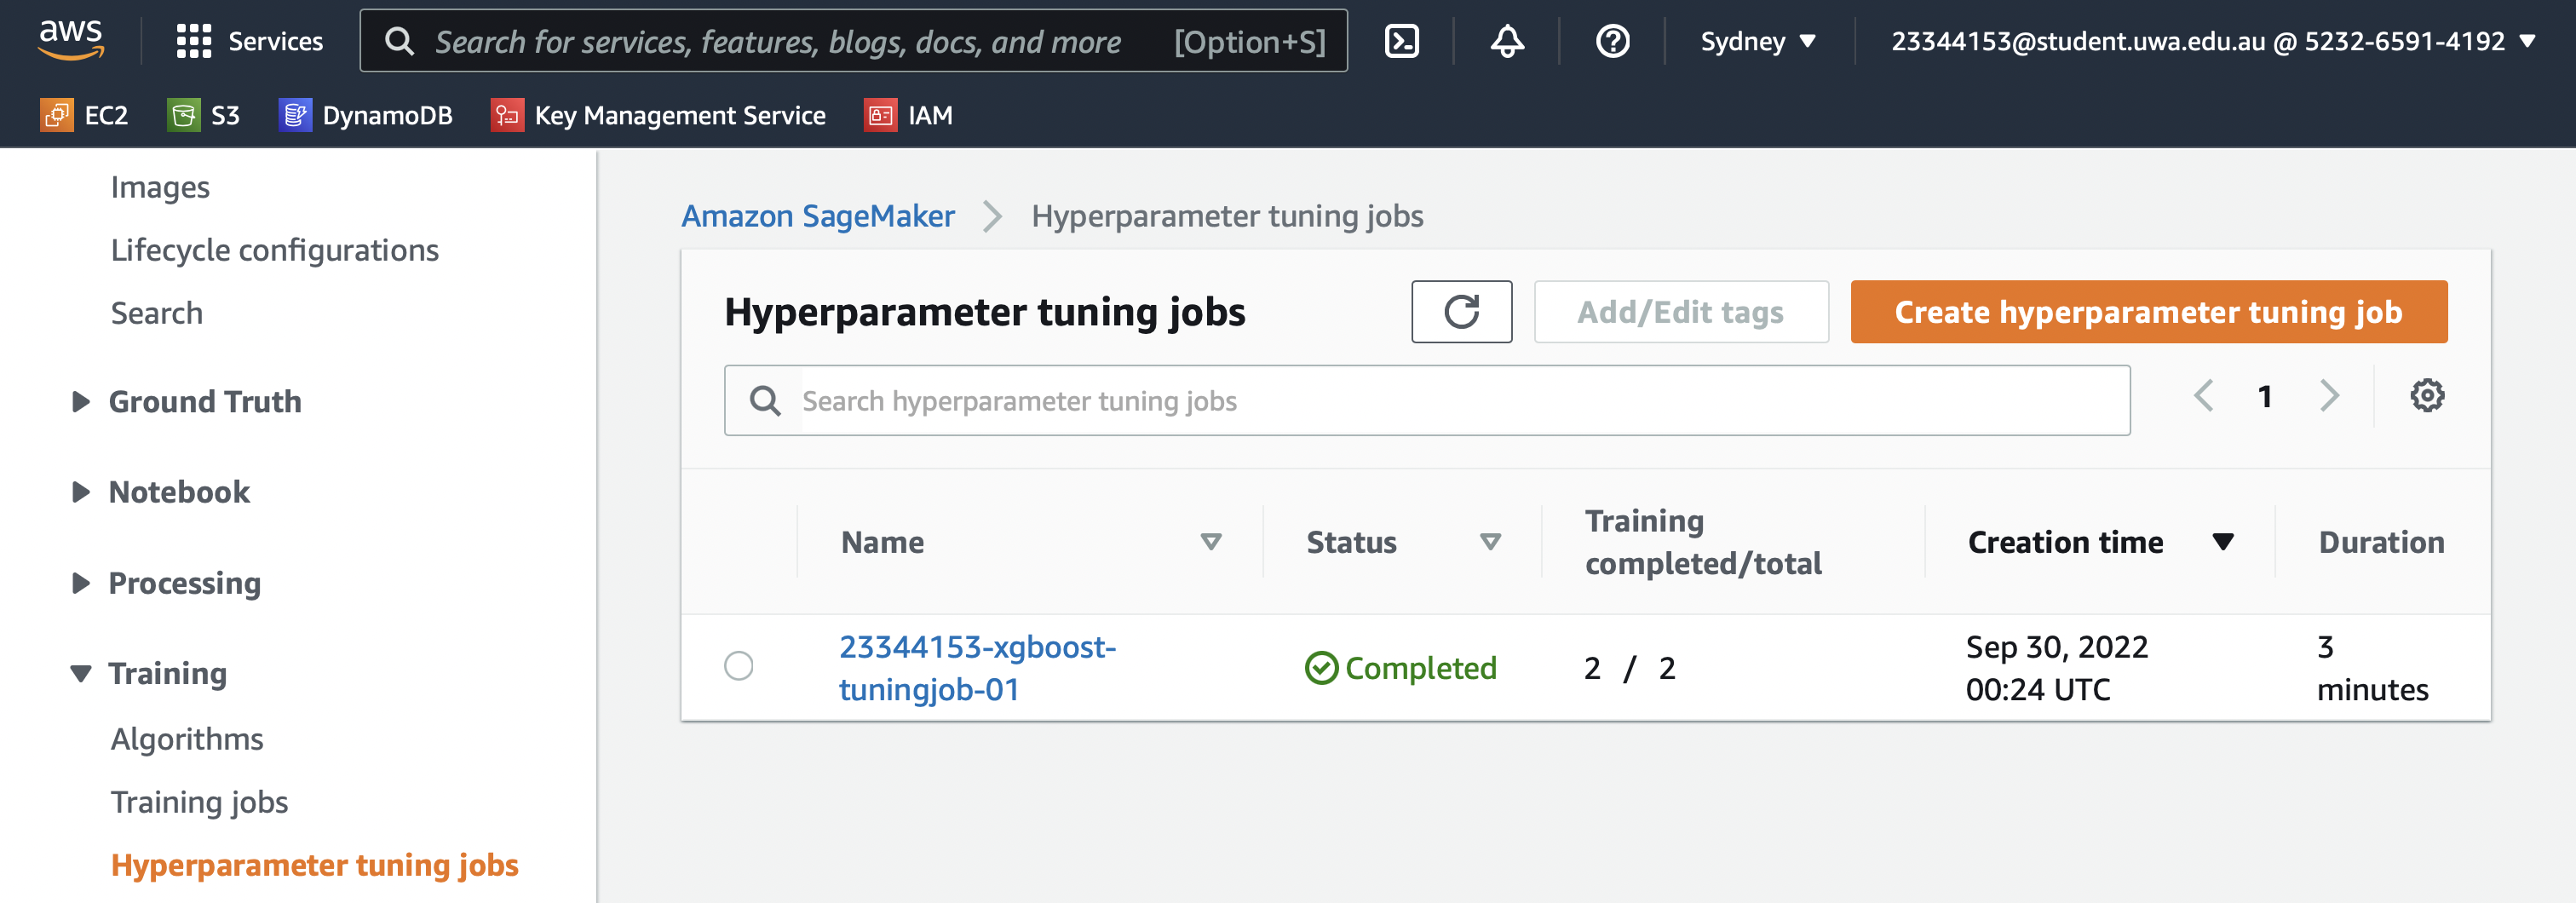 aws
Services
Search for services, features, blogs, docs, and more [Option+S]
Sydney
23344153@student.uwa.edu.au @ 5232-6591-4192
EC2
S3
DynamoDB
Key Management Service
IAM
Images
Lifecycle configurations
Search
Ground Truth
Notebook
Processing
Training
Algorithms
Training jobs
Hyperparameter tuning jobs
Amazon SageMaker
Hyperparameter tuning jobs
Hyperparameter tuning jobs
Add/Edit tags
Create hyperparameter tuning job
Search hyperparameter tuning jobs
1
Name
Status
Training
completed/total
Creation time
Duration
23344153-xgboost-
tuningjob-01
Completed
2 / 2
Sep 30, 2022
00:24 UTC
3
minutes